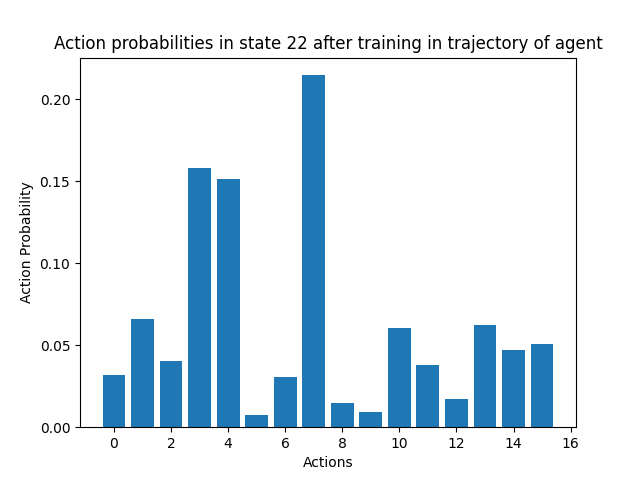 Action probabilities in state 22 after training in trajectory of agent
0.20
0.15
0.10
0.05
0.00
Action Probability
0 2 4 6 8 10 12 14 16
Actions